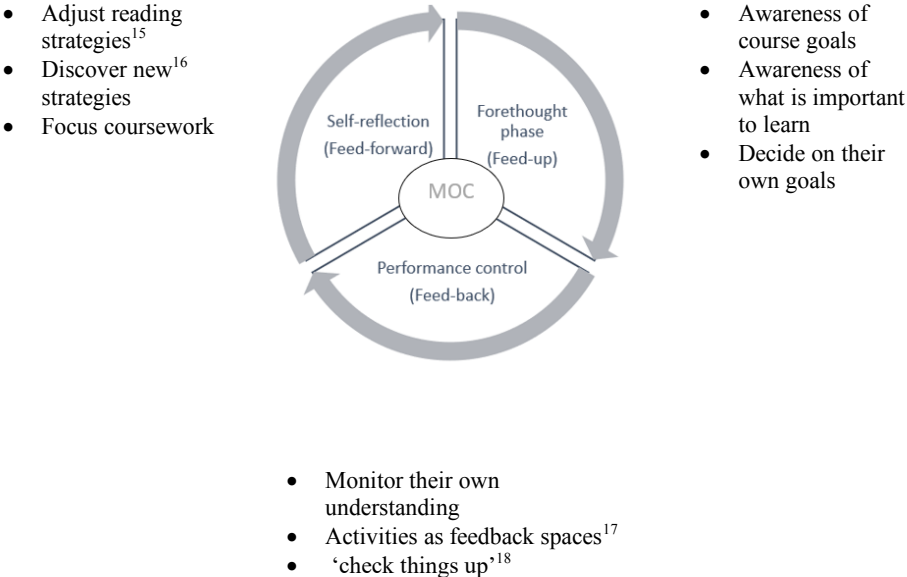 • Adjust reading
strategies15
• Discover new16
strategies
• Focus coursework
Self-reflection
(Feed-forward)
Forethought
phase
(Feed-up)
MOC
Performance control
(Feed-back)
• Awareness of
course goals
• Awareness of
what is important
to learn
• Decide on their
own goals
• Monitor their own
understanding
• Activities as feedback spaces17
• ‘check things up’18